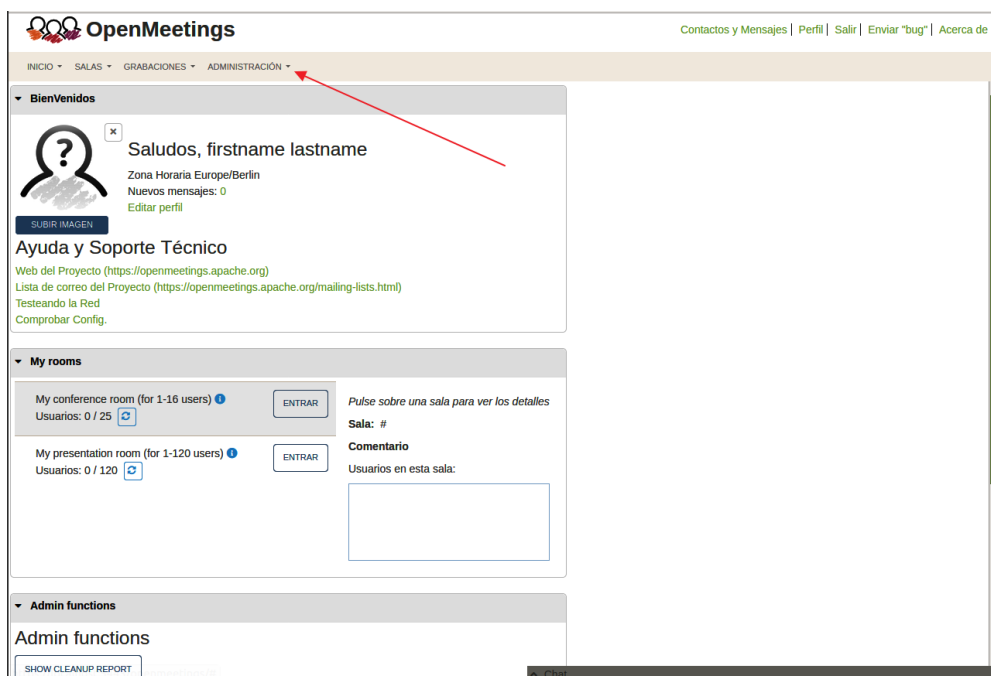 OpenMeetings
Contactos y Mensajes | Perfil | Salir | Enviar "bug" | Acerca de
INICIO SALAS GRABACIONES ADMINISTRACIÓN
BienVenidos
?
×
Saludos, firstname lastname
Zona Horaria Europe/Berlin
Nuevos mensajes: 0
Editar perfil
SUBIR IMAGEN
Ayuda y Soporte Técnico
Web del Proyecto (https://openmeetings.apache.org)
Lista de correo del Proyecto (https://openmeetings.apache.org/mailing-lists.html)
Testeando la Red
Comprobar Config.
My rooms
My conference room (for 1-16 users)
Usuarios: 0 / 25
ENTRAR
My presentation room (for 1-120 users)
Usuarios: 0 / 120
ENTRAR
Pulse sobre una sala para ver los detalles
Sala: #
Comentario
Usuarios en esta sala:
Admin functions
Admin functions
SHOW CLEANUP REPORT
Chat